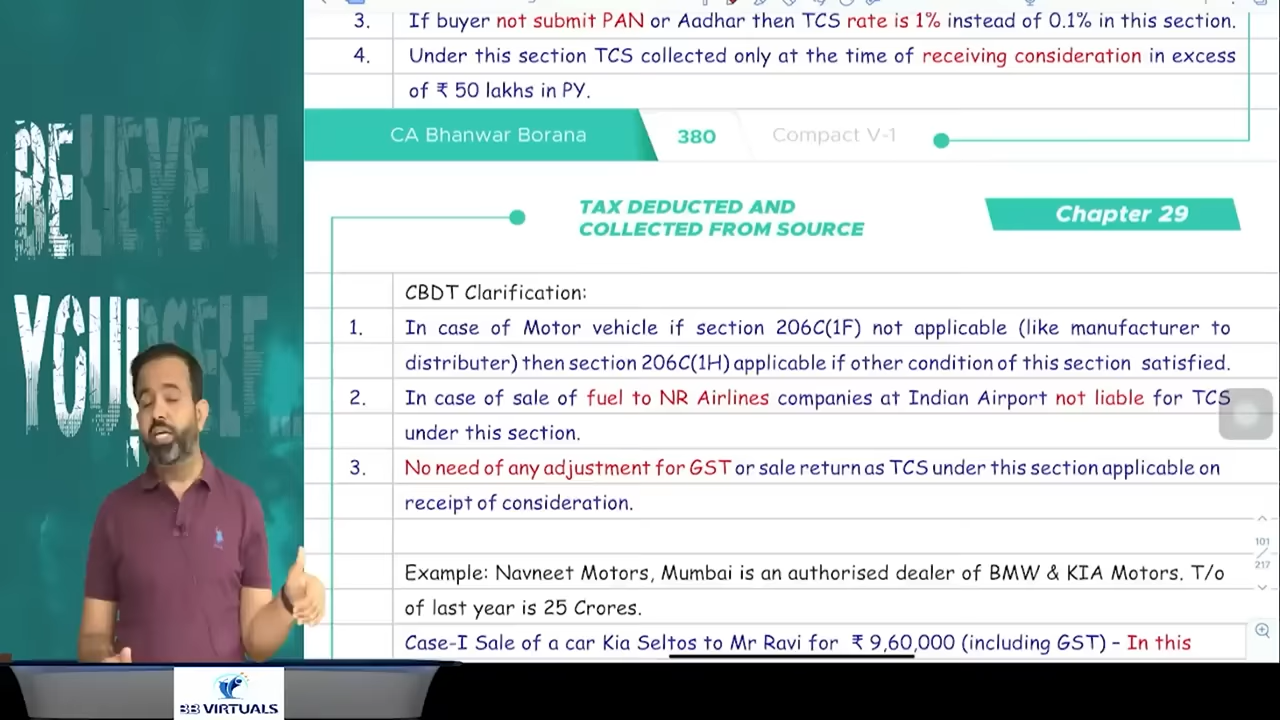 3. If buyer not submit PAN or Aadhar then TCS rate is 1% instead of 0.1% in this section.
4. Under this section TCS collected only at the time of receiving consideration in excess
of ₹ 50 lakhs in PY.
CA Bhanwar Borana 380 Compact V-1
TAX DEDUCTED AND
COLLECTED FROM SOURCE
Chapter 29
CBDT Clarification:
1. In case of Motor vehicle if section 206C(1F) not applicable (like manufacturer to
distributer) then section 206C(1H) applicable if other condition of this section satisfied.
2. In case of sale of fuel to NR Airlines companies at Indian Airport not liable for TCS
under this section.
3. No need of any adjustment for GST or sale return as TCS under this section applicable on
receipt of consideration.
Example: Navneet Motors, Mumbai is an authorised dealer of BMW & KIA Motors. T/o
of last year is 25 Crores.
Case-I Sale of a car Kia Seltos to Mr Ravi for ₹ 9,60,000 (including GST) – In this
101
217
BELIEVE IN
YOURSELF
BB VIRTUALS